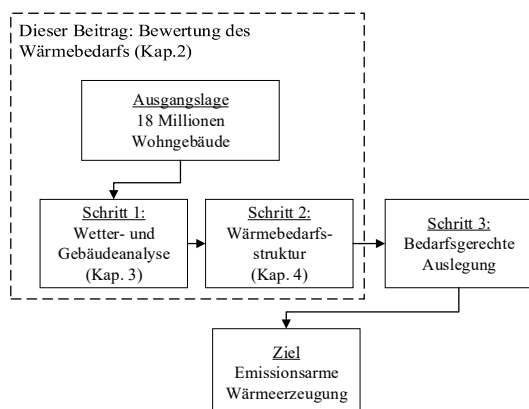 Dieser Beitrag: Bewertung des
Wärmebedarfs (Kap.2)
Ausgangslage
18 Millionen
Wohngebäude
Schritt 1:
Wetter- und
Gebäudeanalyse
(Kap. 3)
Schritt 2:
Wärmebedarfs-
struktur
(Kap. 4)
Schritt 3:
Bedarfsgerechte
Auslegung
Ziel
Emissionsarme
Wärmeerzeugung